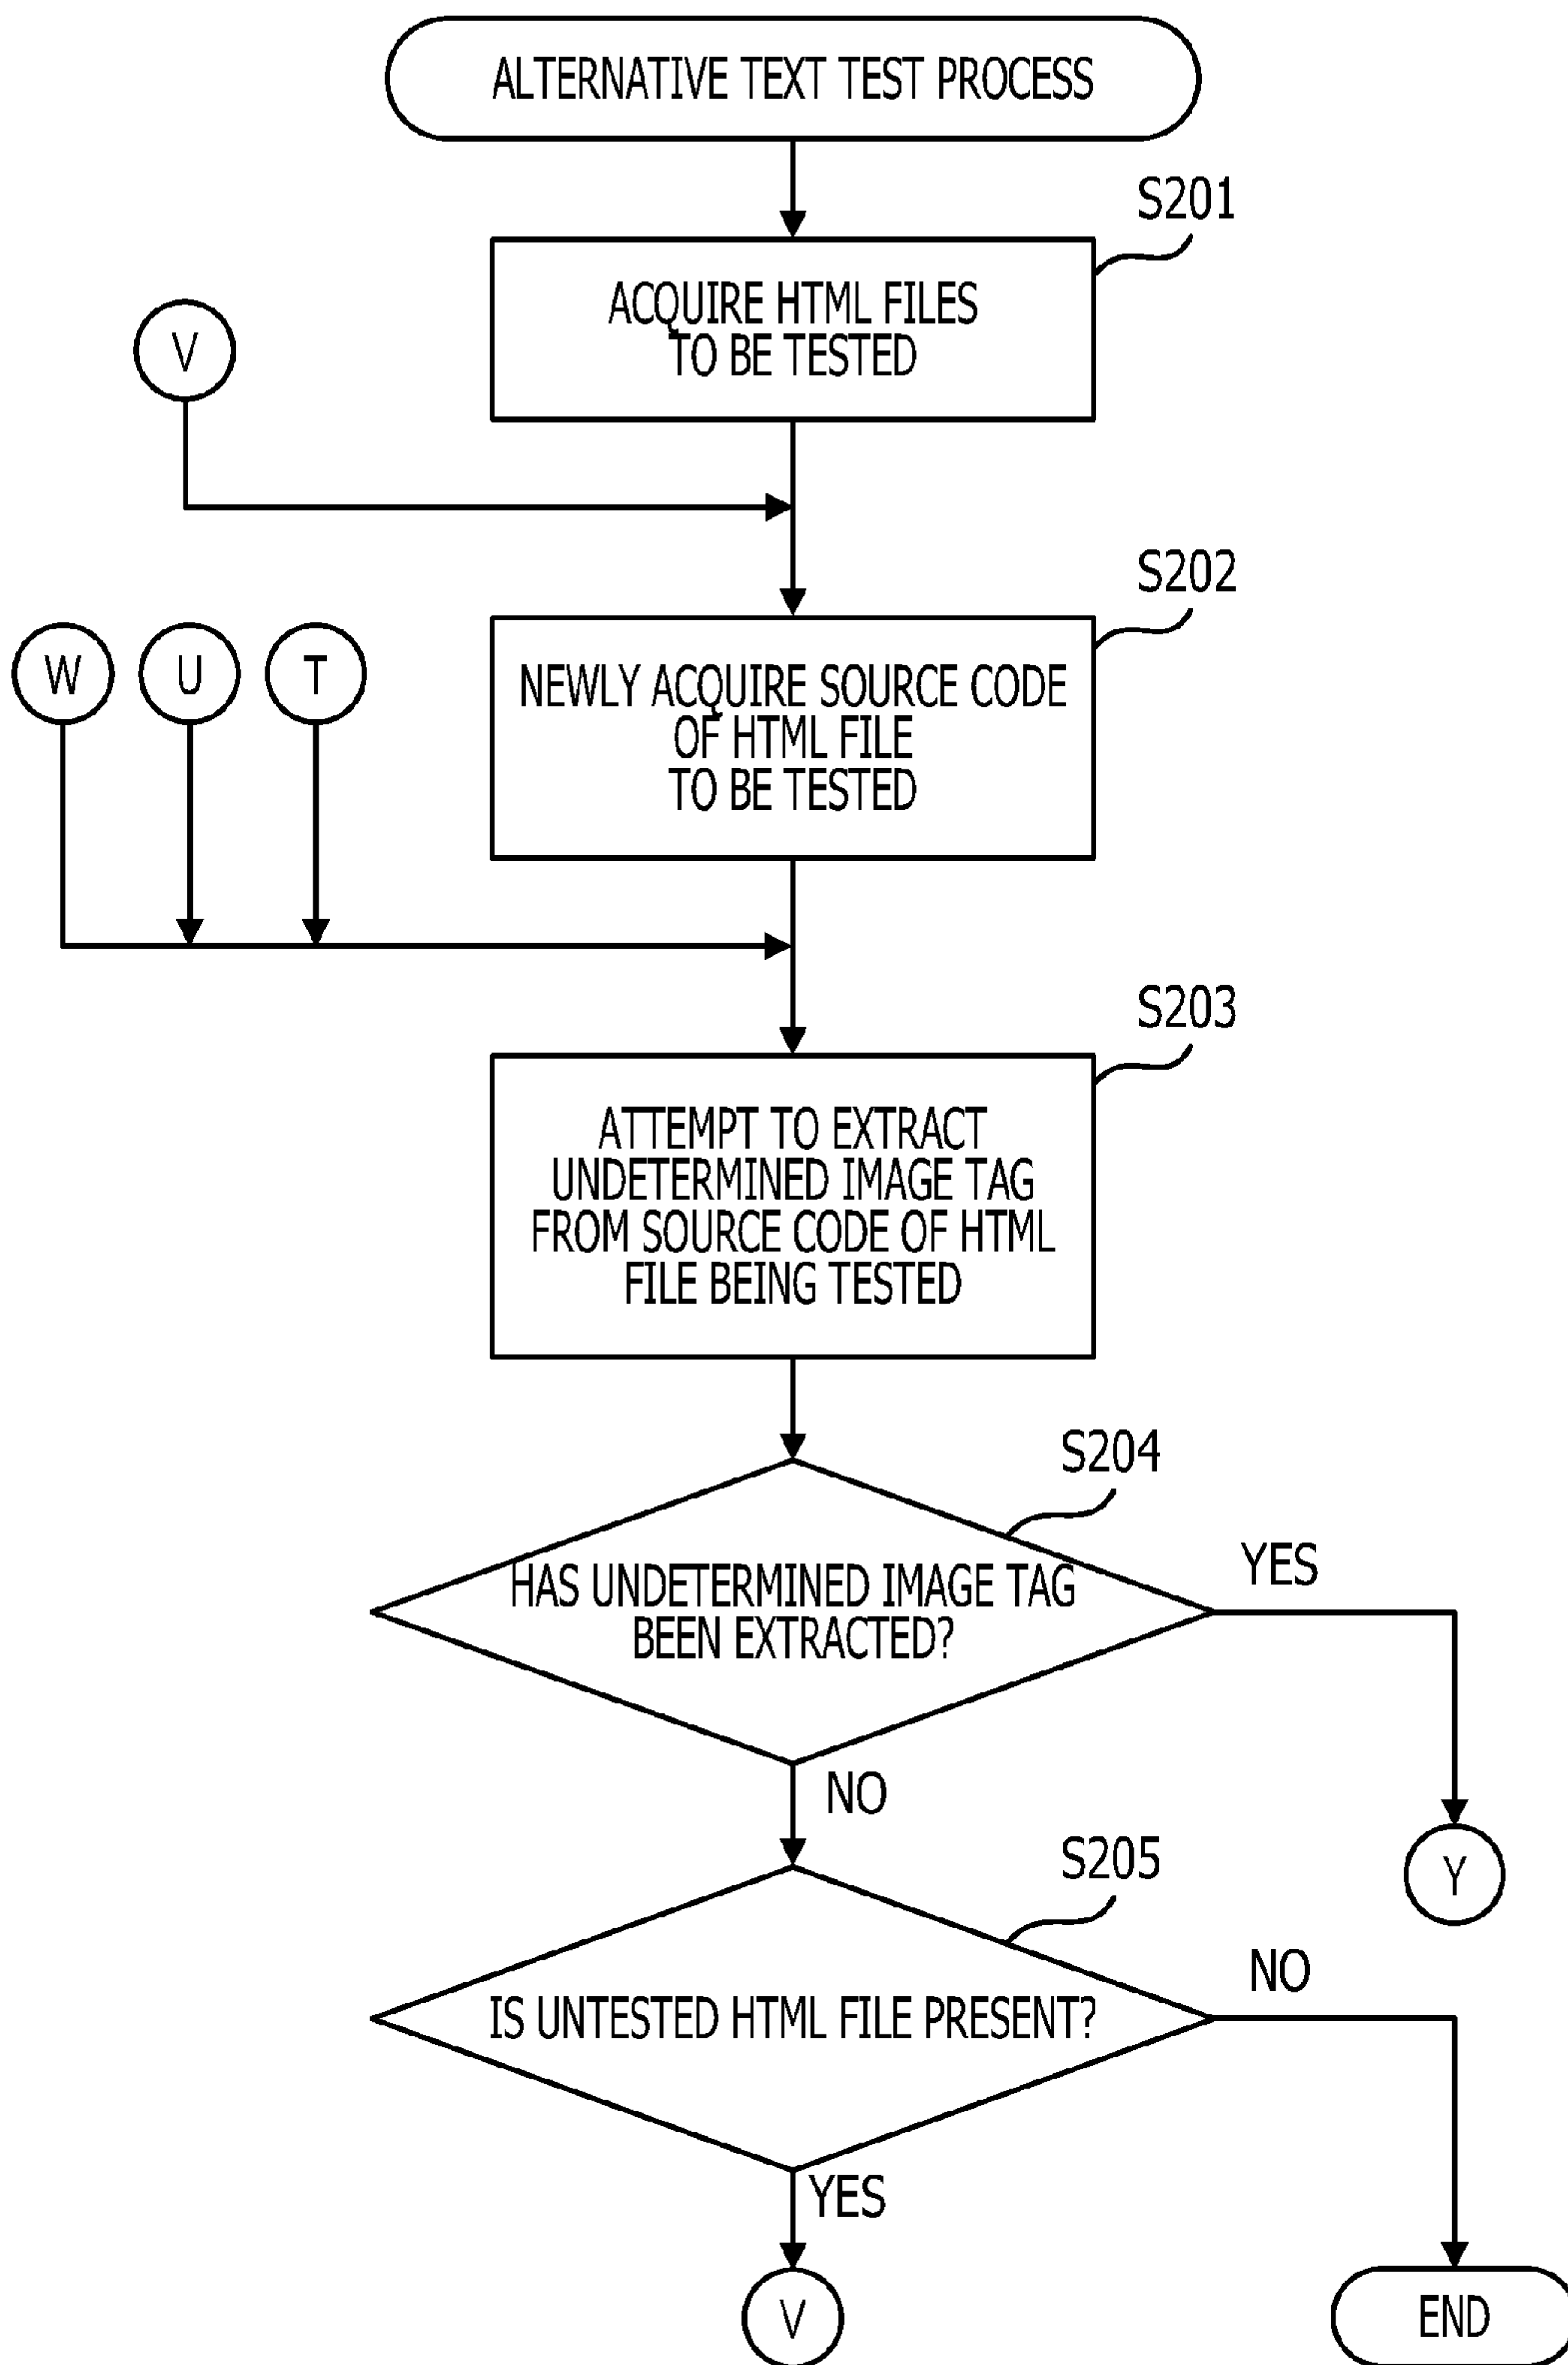 ALTERNATIVE TEXT TEST PROCESS
S201
ACQUIRE HTML FILES
TO BE TESTED
V
S202
NEWLY ACQUIRE SOURCE CODE
OF HTML FILE
TO BE TESTED
W
U
T
S203
ATTEMPT TO EXTRACT
UNDETERMINED IMAGE TAG
FROM SOURCE CODE OF HTML
FILE BEING TESTED
S204
HAS UNDETERMINED IMAGE TAG
BEEN EXTRACTED?
YES
NO
Y
S205
IS UNTESTED HTML FILE PRESENT?
NO
YES
V
END